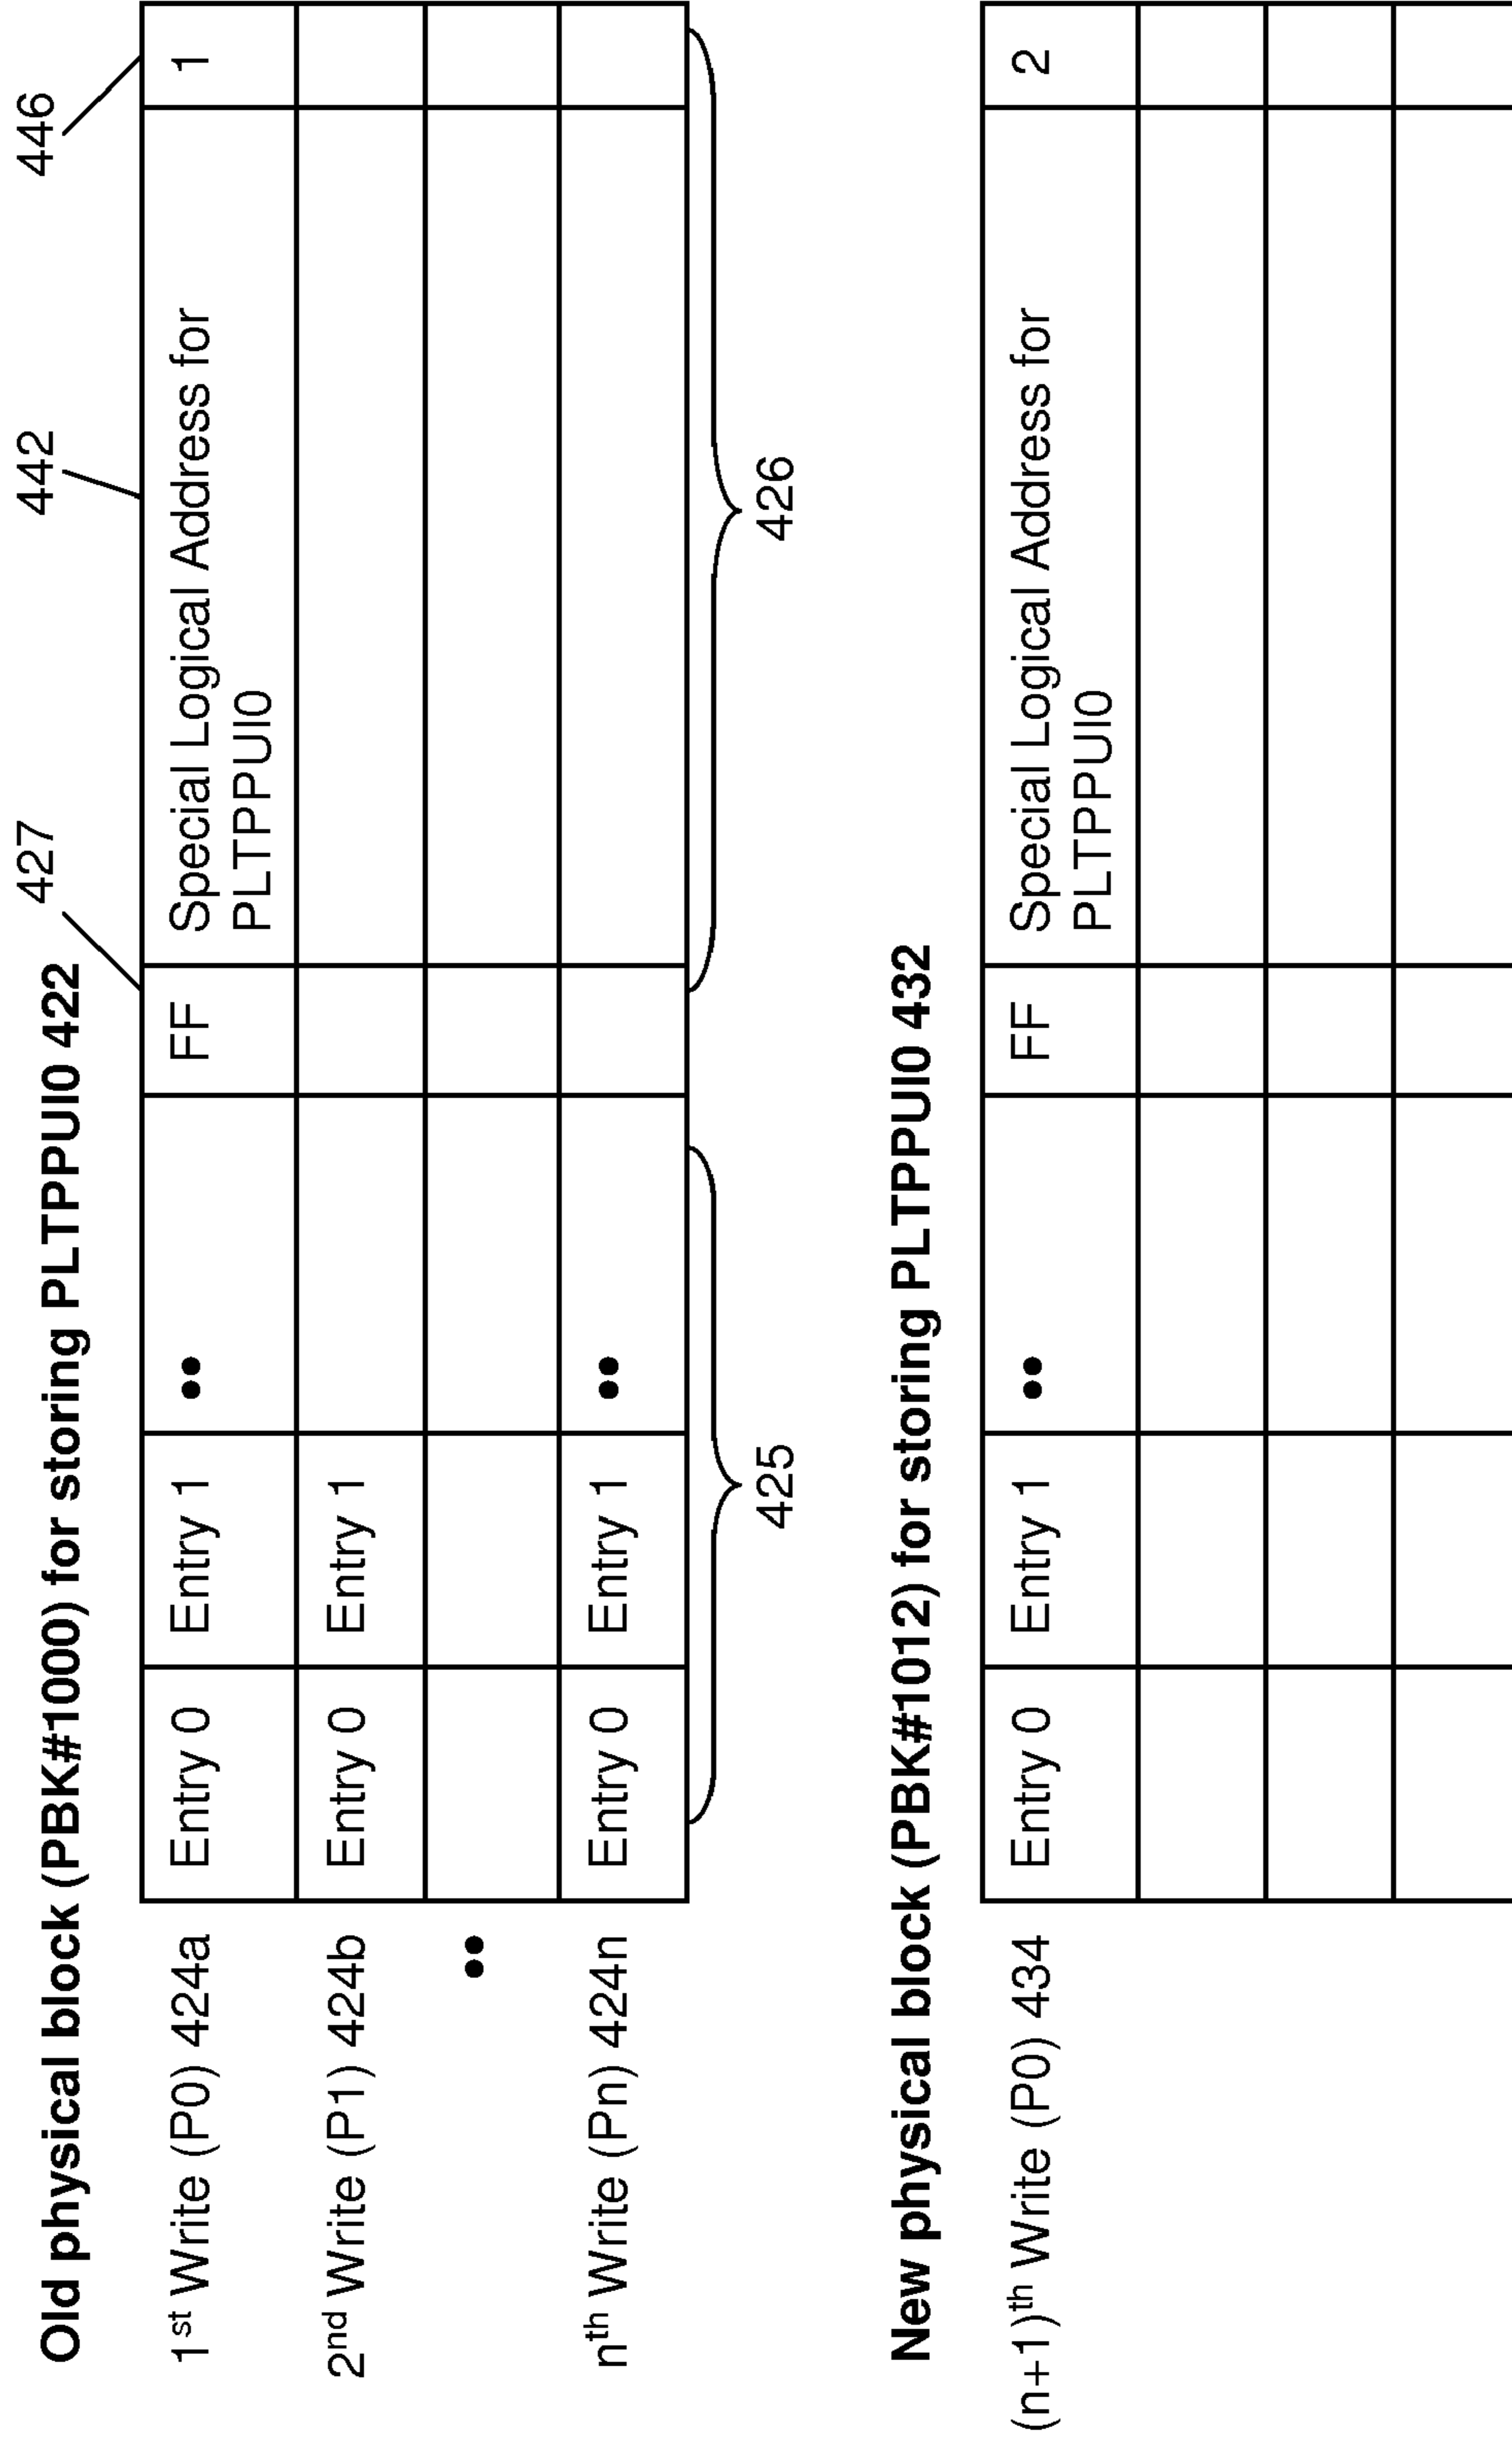 Old physical block (PBK#1000) for storing PLTPPUI0 422
427
442
446
1st Write (P0) 424a
Entry 0
Entry 1
••
FF
Special Logical Address for
PLTPPUI0
1
2nd Write (P1) 424b
Entry 0
Entry 1
••
nth Write (Pn) 424n
Entry 0
Entry 1
••
425
426
New physical block (PBK#1012) for storing PLTPPUI0 432
(n+1)th Write (P0) 434
Entry 0
Entry 1
••
FF
Special Logical Address for
PLTPPUI0
2